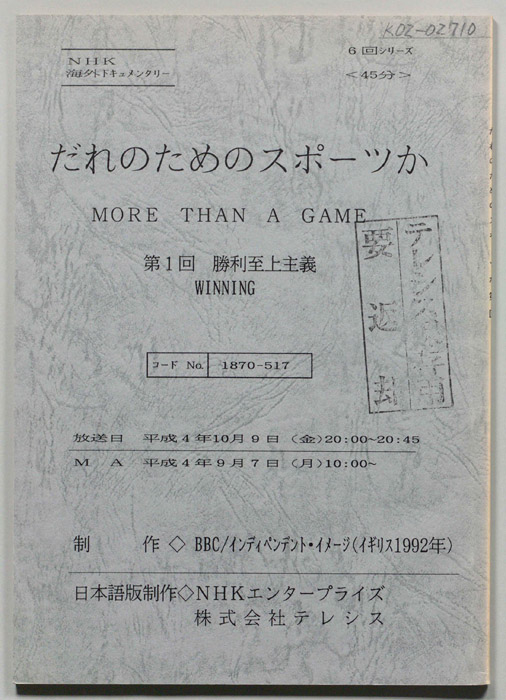 K02-02710
NHK
海外ドキュメンタリー
6回シリーズ
<45分>
だれのためのスポーツか
MORE THAN A GAME
第1回 勝利至上主義
WINNING
要返却
コード No. 1870-517
放送日 平成4年10月9日(金)20:00~20:45
MA 平成4年9月7日(月)10:00~
制作◇BBC/インディペンデント・イメージ(イギリス1992年)
日本語版制作◇NHKエンタープライズ
株式会社テレシス